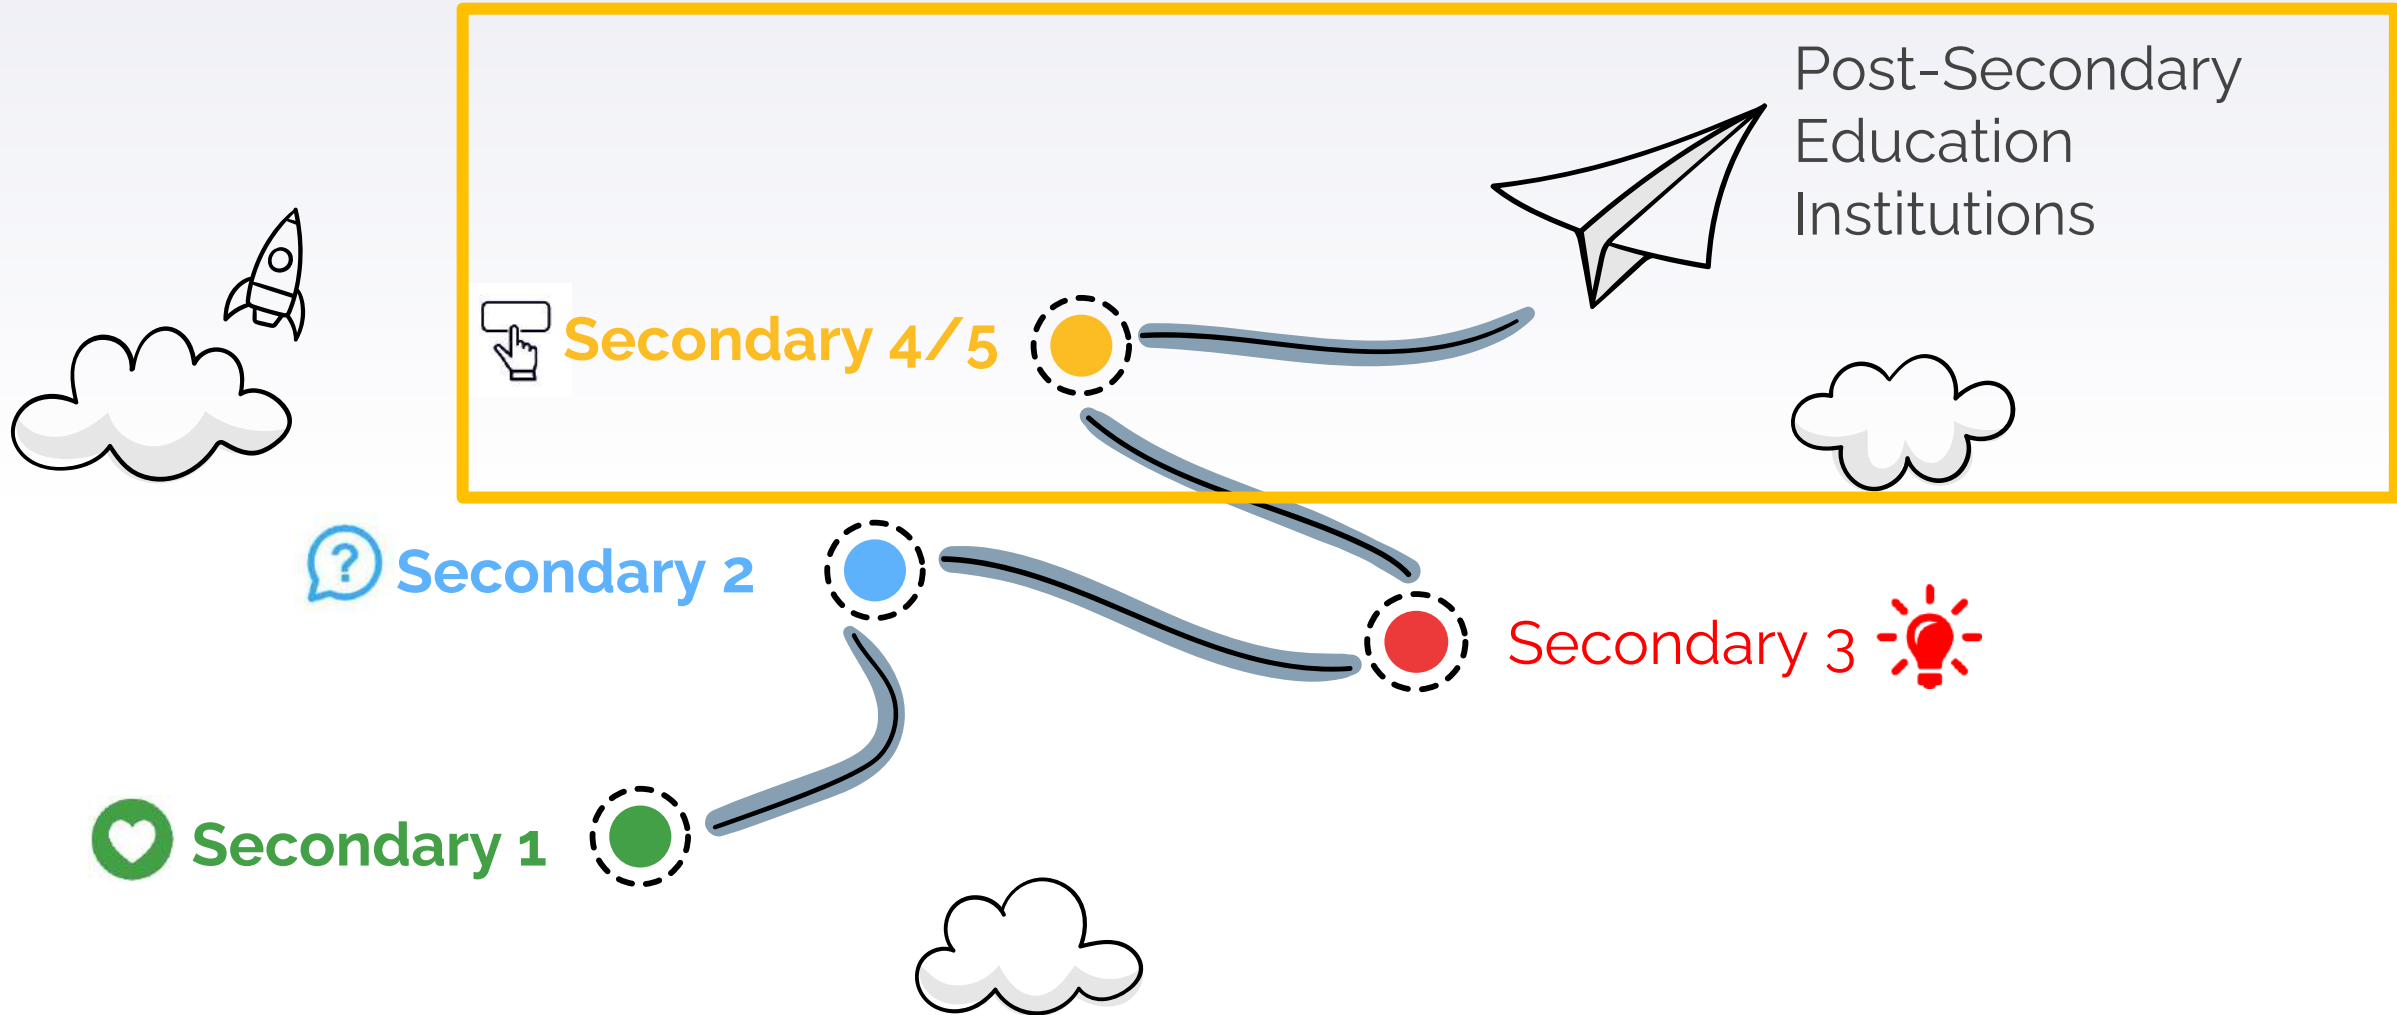 Post-Secondary
Education
Institutions
Secondary 4/5
?
Secondary 2
Secondary 3
Secondary 1